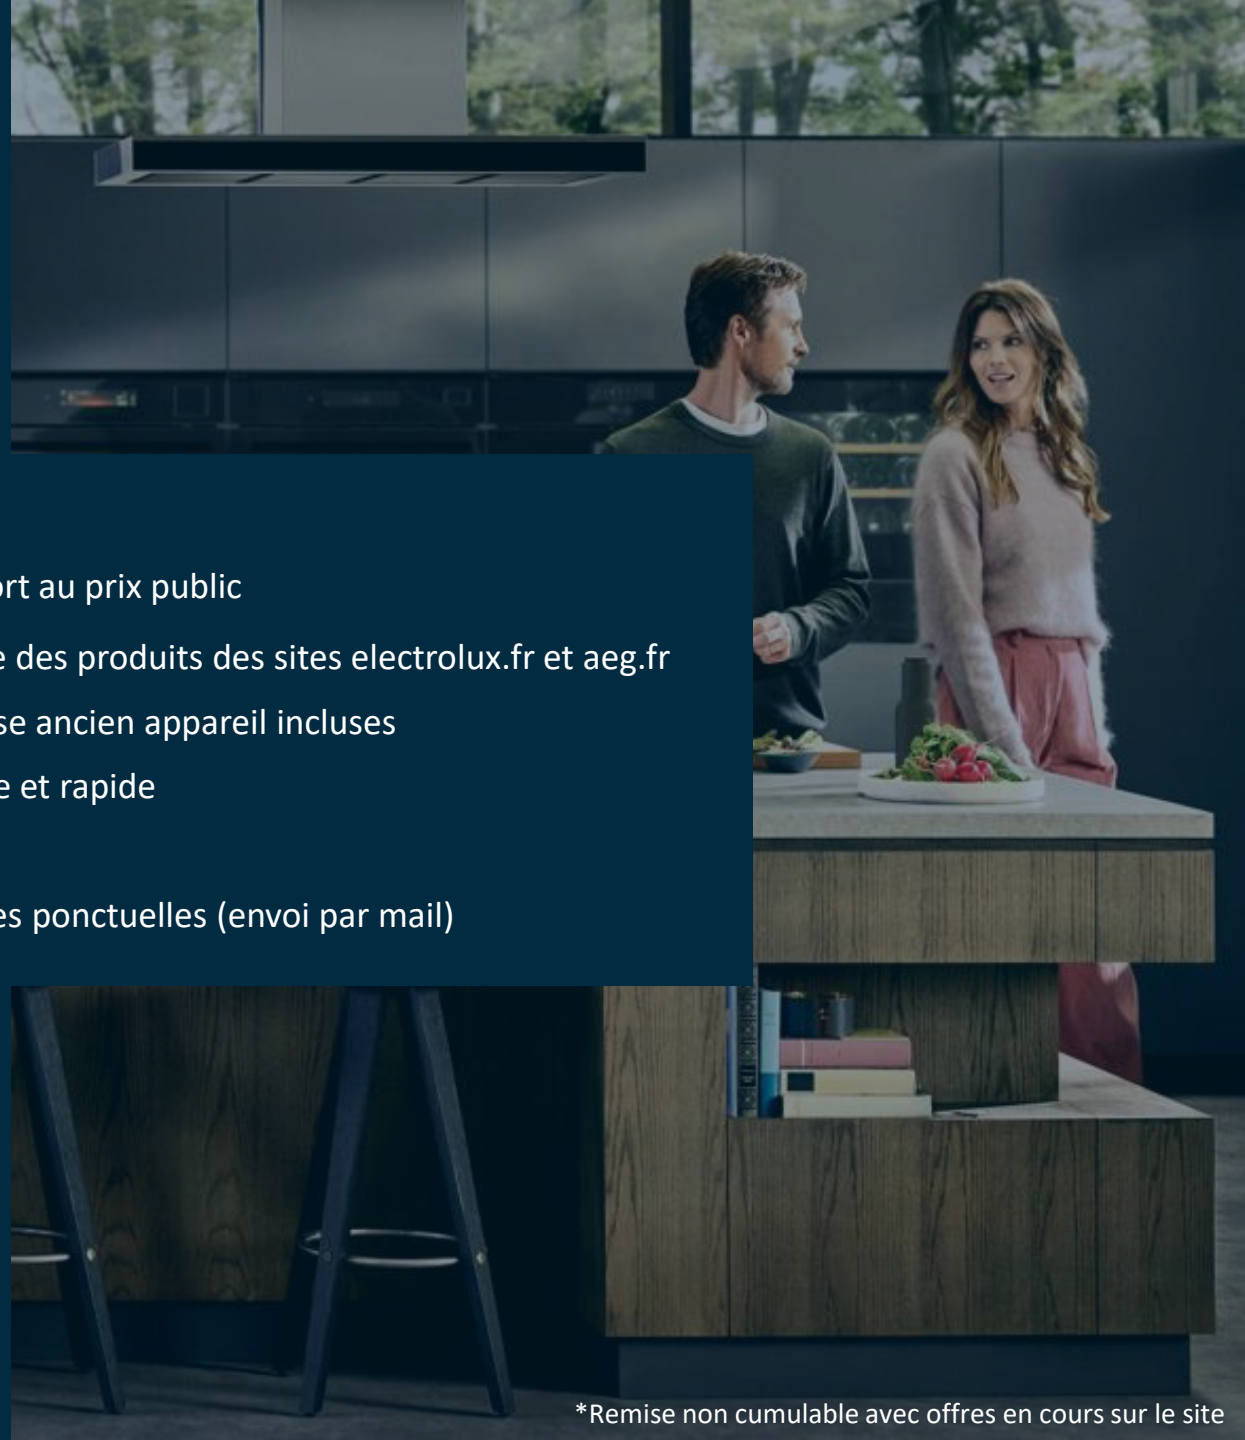 ort au prix public
e des produits des sites electrolux.fr et aeg.fr
se ancien appareil incluses
e et rapide
es ponctuelles (envoi par mail)
*Remise non cumulable avec offres en cours sur le site